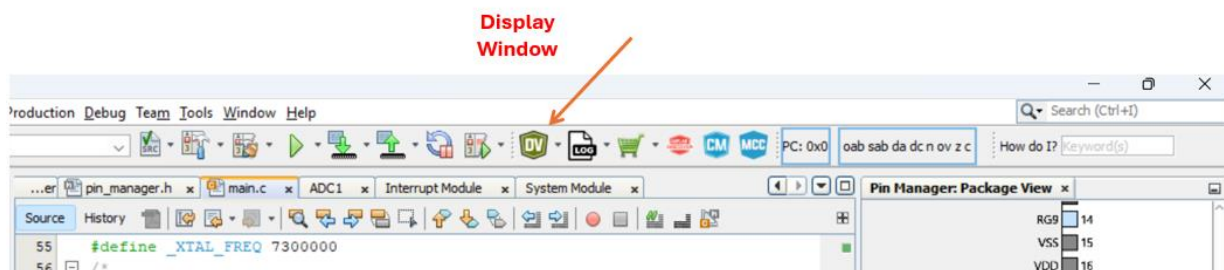 Display
Window
Production Debug Team Tools Window Help
Search (Ctrl+I)
SRC
DV
LOG
CM
MCC
PC: 0x0
oab sab da dc n ov z c
How do I? Keyword(s)
...er
pin_manager.h x
main.c x
ADC1 x
Interrupt Module x
System Module x
Pin Manager: Package View x
Source
History
RG9 14
55 #define _XTAL_FREQ 7300000
VSS 15
56 /*
VDD 16